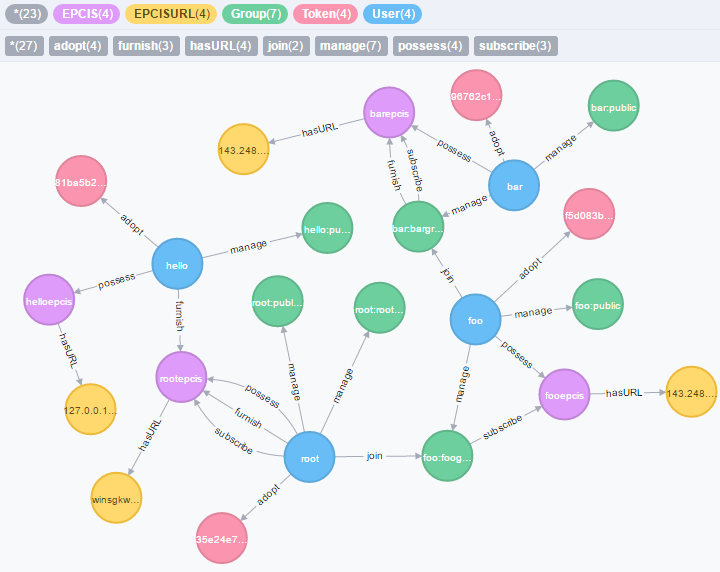 *(23) EPCIS(4) EPCISURL(4) Group(7) Token(4) User(4)
*(27) adopt(4) furnish(3) hasURL(4) join(2) manage(7) possess(4) subscribe(3)
96762c1...
bar:public
barepcis
hasURL
143.248....
possess
adopt
manage
subscribe
furnish
bar
81ba5b2...
manage
f5d083b...
adopt
hello:pu...
bar:bargr...
manage
hello
join
adopt
possess
helloepcis
furnish
root:publ...
root:root...
foo
manage
foo:public
hasURL
possess
rootepcis
possess
manage
manage
manage
fooepcis
hasURL
143.248....
127.0.0.1...
furnish
subscribe
hasURL
subscribe
root
join
foo:foog...
winsgkw...
adopt
35e24e7...